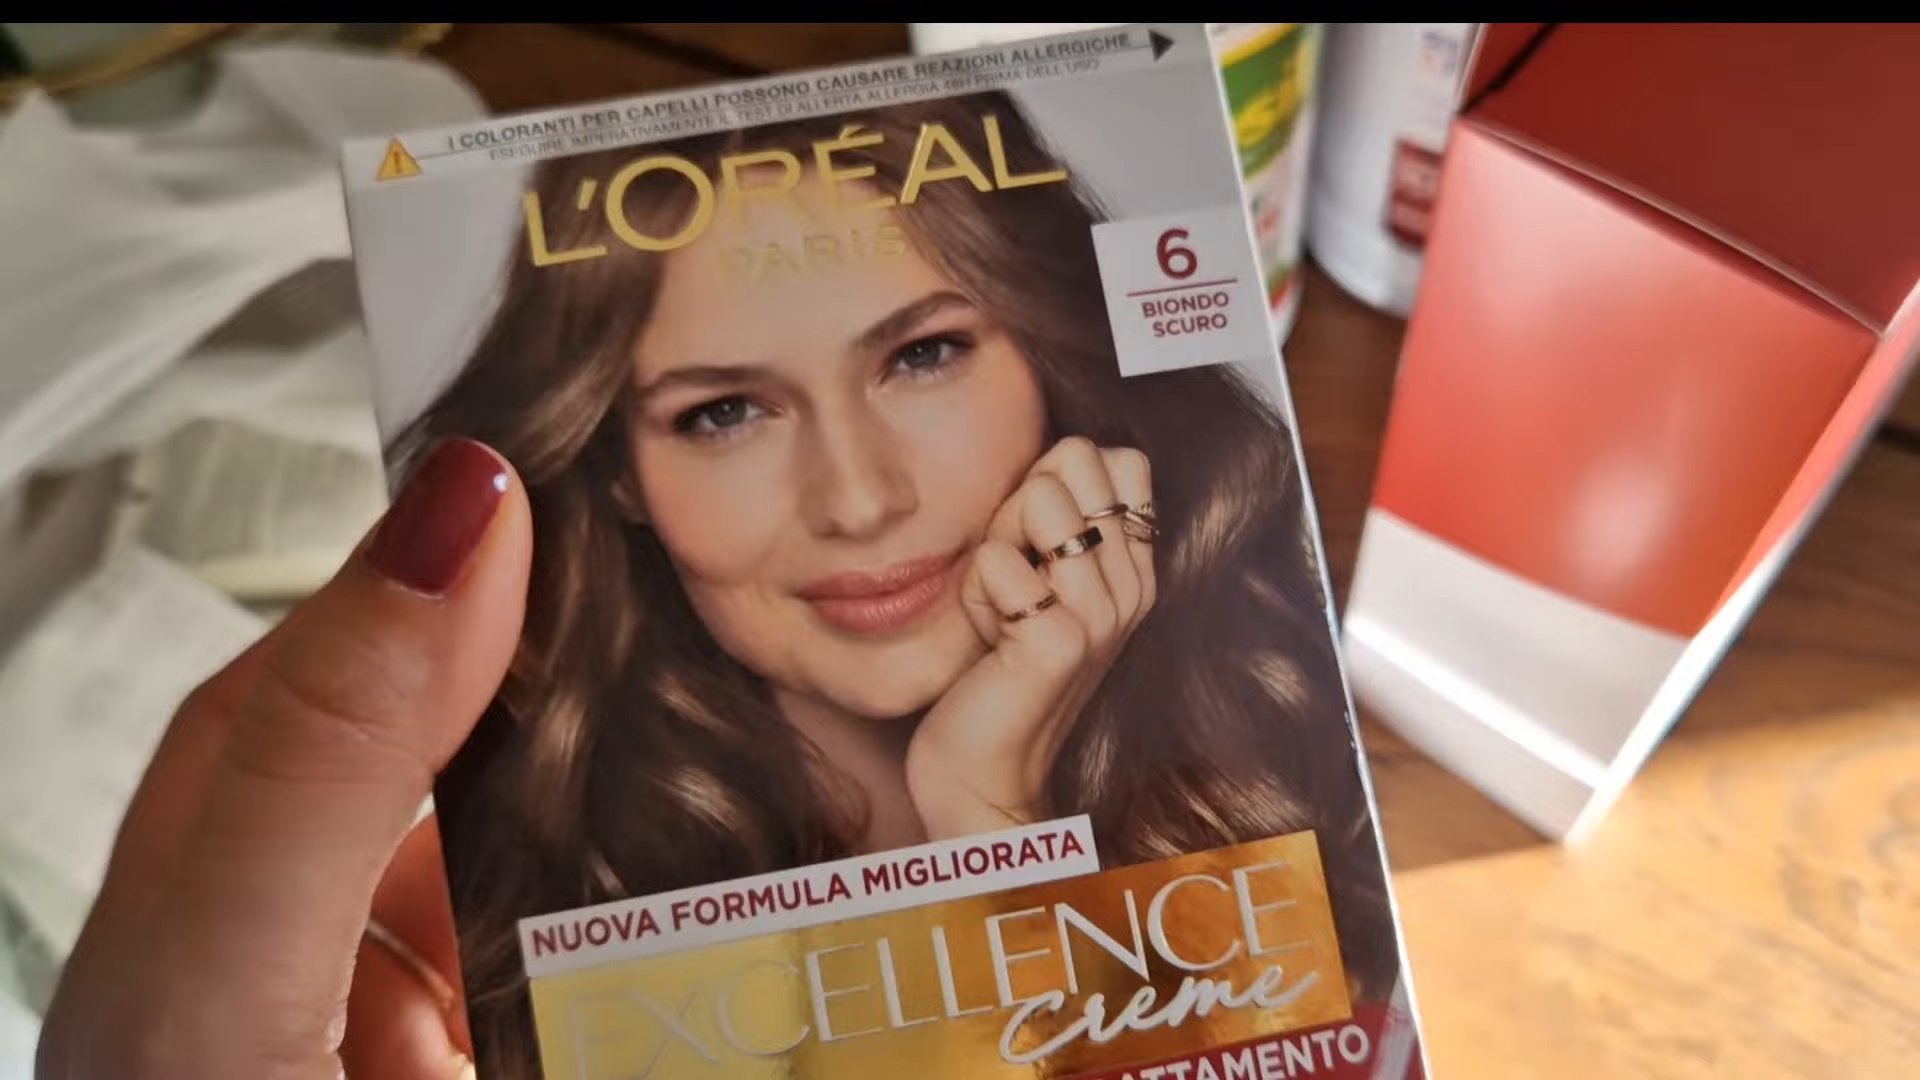 I COLORANTI PER CAPELLI POSSONO CAUSARE REAZIONI ALLERGICHE
ESEGUIRE IMPERATIVAMENTE IL TEST DI ALLERTA ALLERGIA 48H PRIMA DELL'USO
L'ORÉAL
PARIS
6
BIONDO
SCURO
NUOVA FORMULA MIGLIORATA
EXCELLENCE
Creme